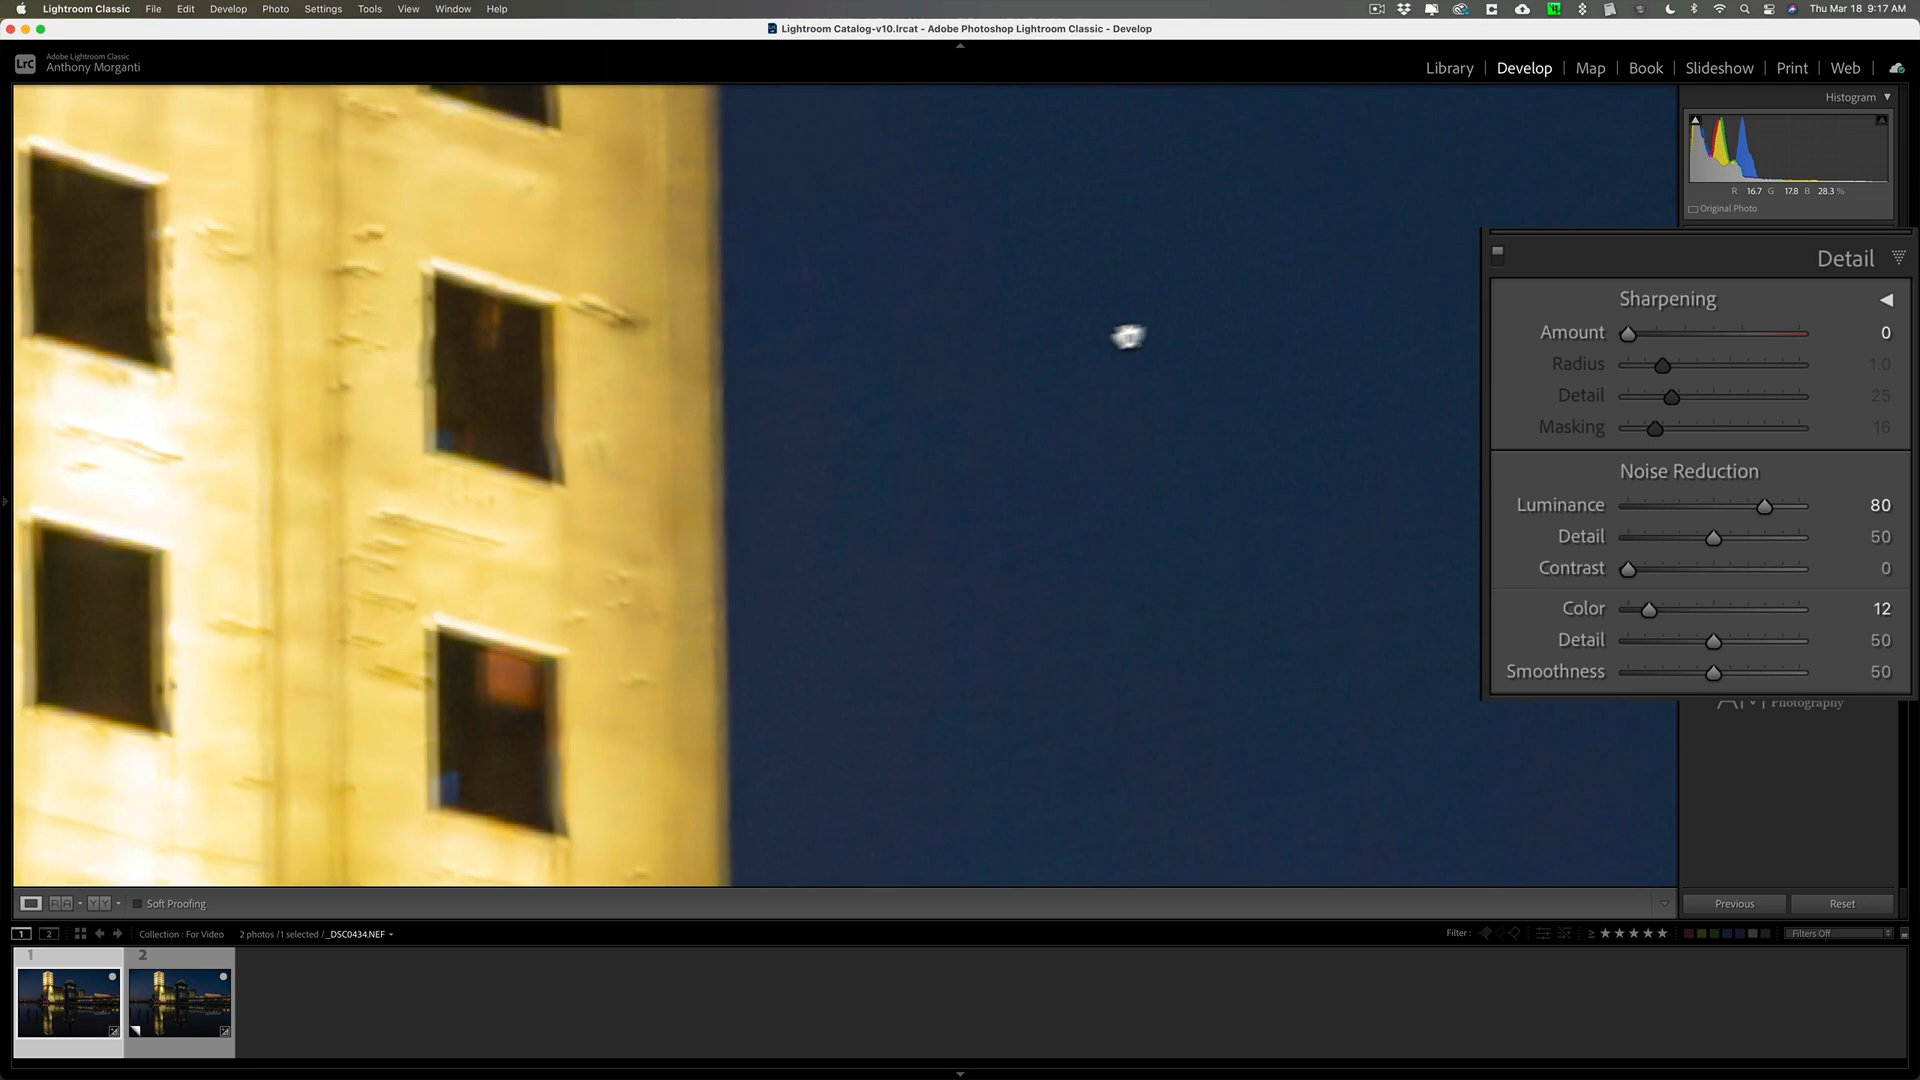 Lightroom Classic File Edit Develop Photo Settings Tools View Window Help Thu Mar 18 9:17 AM
Lightroom Catalog-v10.lrcat - Adobe Photoshop Lightroom Classic - Develop
LrC
Adobe Lightroom Classic
Anthony Morganti
Library | Develop | Map | Book | Slideshow | Print | Web
Histogram
R 16.7 G 17.8 B 28.3 %
Original Photo
Detail
Sharpening
Amount 0
Radius 1.0
Detail 25
Masking 16
Noise Reduction
Luminance 80
Detail 50
Contrast 0
Color 12
Detail 50
Smoothness 50
Photography
Soft Proofing
Previous Reset
1 2 Collection : For Video 2 photos / 1 selected / _DSC0434.NEF
Filter : ≥ ★ ★ ★ ★ ★ Filters Off
1 2